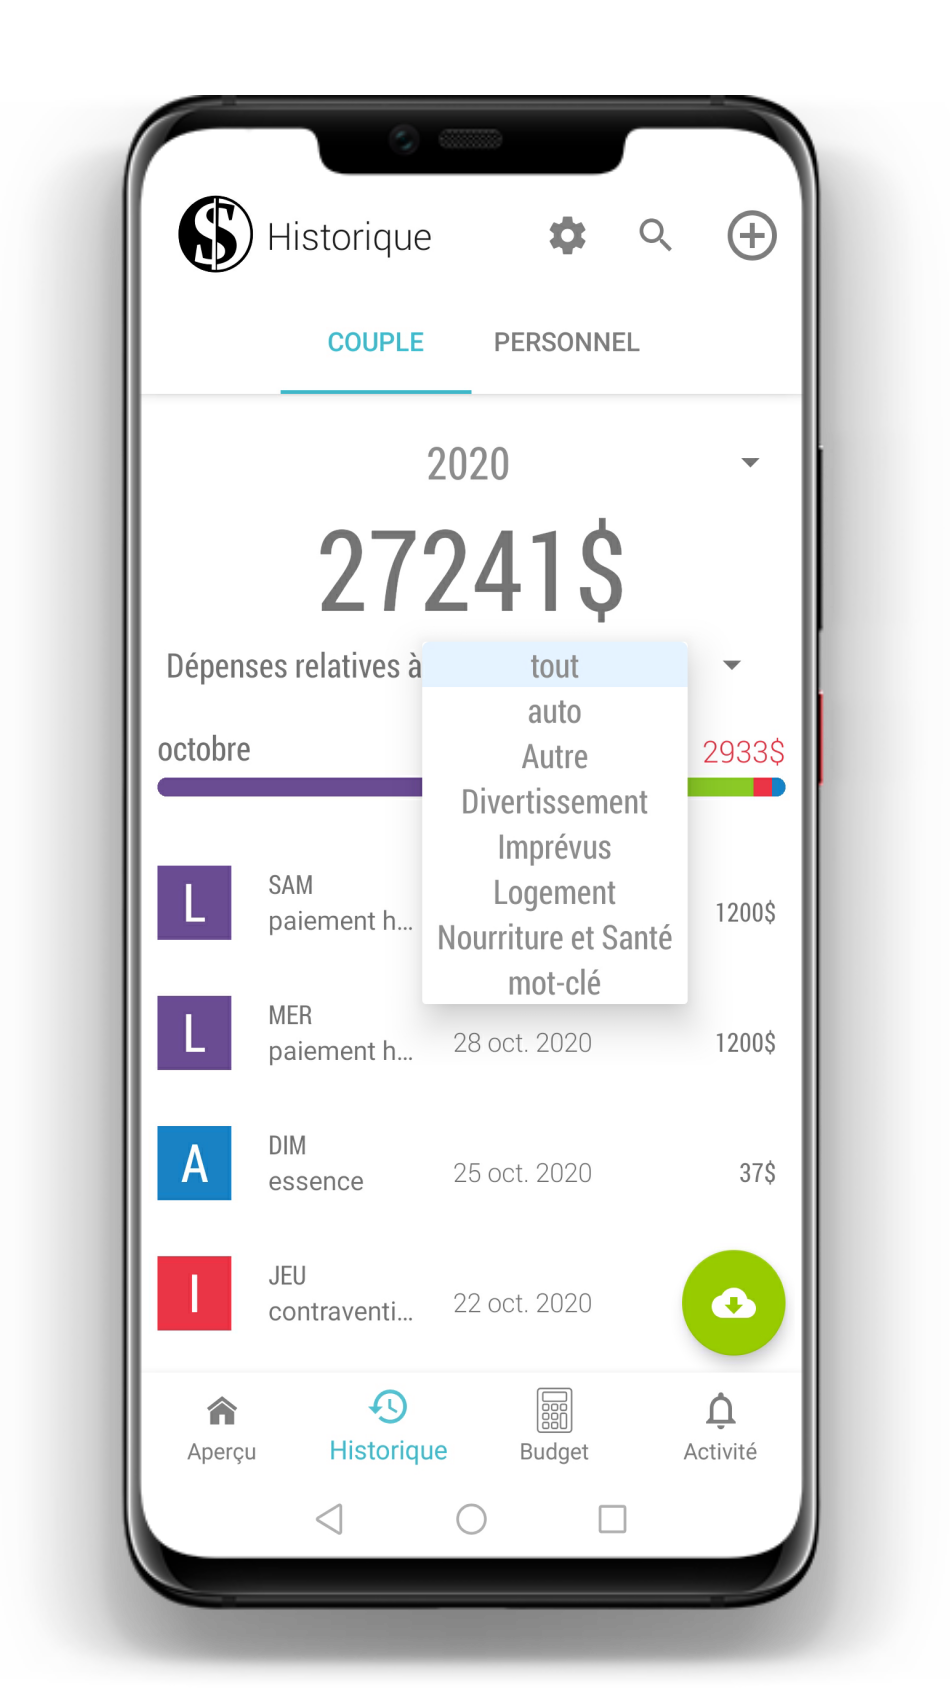 Historique
COUPLE PERSONNEL
2020
27241$
Dépenses relatives à tout
auto
Autre
Divertissement
Imprévus
Logement
Nourriture et Santé
mot-clé
octobre 2933$
L SAM
paiement h... 1200$
L MER
paiement h... 28 oct. 2020 1200$
A DIM
essence 25 oct. 2020 37$
I JEU
contraventi... 22 oct. 2020
Aperçu Historique Budget Activité